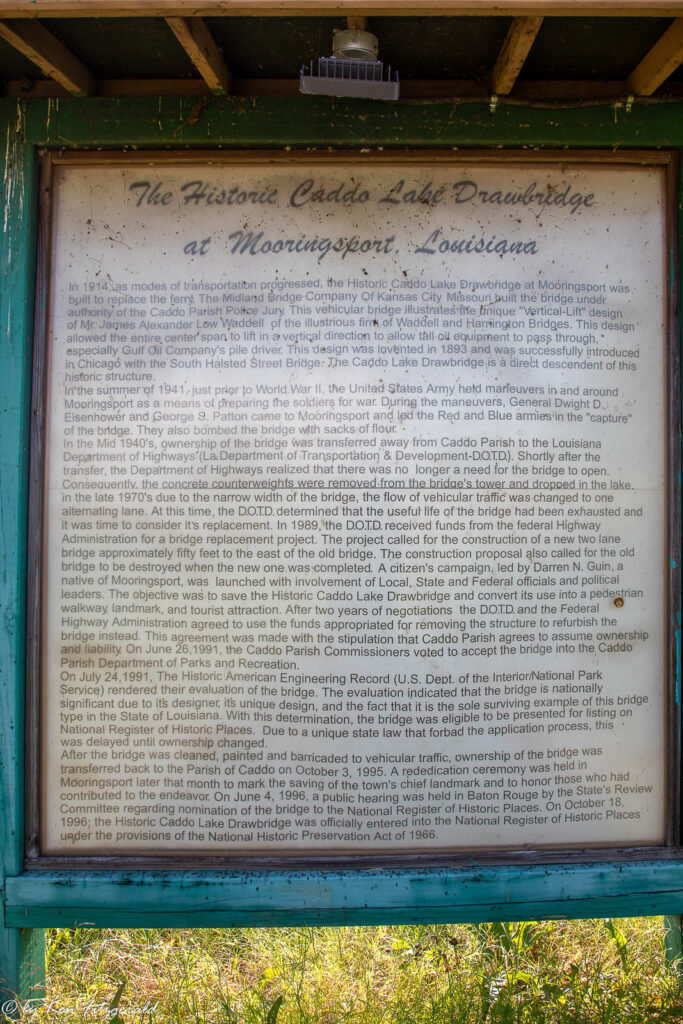 The Historic Caddo Lake Drawbridge
at Mooringsport, Louisiana
In 1914, as modes of transportation progressed, the Historic Caddo Lake Drawbridge at Mooringsport was
built to replace the ferry. The Midland Bridge Company Of Kansas City Missouri built the bridge under
authority of the Caddo Parish Police Jury. This vehicular bridge illustrates the unique "Vertical-Lift" design
of Mr. James Alexander Low Waddell of the illustrious firm of Waddell and Harrington Bridges. This design
allowed the entire center span to lift in a vertical direction to allow tall oil equipment to pass through,
especially Gulf Oil Company's pile driver. This design was invented in 1893 and was successfully introduced
in Chicago with the South Halsted Street Bridge. The Caddo Lake Drawbridge is a direct descendent of this
historic structure.
In the summer of 1941, just prior to World War II, the United States Army held maneuvers in and around
Mooringsport as a means of preparing the soldiers for war. During the maneuvers, General Dwight D.
Eisenhower and George S. Patton came to Mooringsport and led the Red and Blue armies in the "capture"
of the bridge. They also bombed the bridge with sacks of flour.
In the Mid 1940's, ownership of the bridge was transferred away from Caddo Parish to the Louisiana
Department of Highways (La Department of Transportation & Development-D.O.T.D.). Shortly after the
transfer, the Department of Highways realized that there was no longer a need for the bridge to open.
Consequently, the concrete counterweights were removed from the bridge's tower and dropped in the lake.
in the late 1970's due to the narrow width of the bridge, the flow of vehicular traffic was changed to one
alternating lane. At this time, the D.O.T.D. determined that the useful life of the bridge had been exhausted and
it was time to consider it's replacement. In 1989, the D.O.T.D. received funds from the federal Highway
Administration for a bridge replacement project. The project called for the construction of a new two lane
bridge approximately fifty feet to the east of the old bridge. The construction proposal also called for the old
bridge to be destroyed when the new one was completed. A citizen's campaign, led by Darren N. Guin, a
native of Mooringsport, was launched with involvement of Local, State and Federal officials and political
leaders. The objective was to save the Historic Caddo Lake Drawbridge and convert its use into a pedestrian
walkway, landmark, and tourist attraction. After two years of negotiations the D.O.T.D. and the Federal
Highway Administration agreed to use the funds appropriated for removing the structure to refurbish the
bridge instead. This agreement was made with the stipulation that Caddo Parish agrees to assume ownership
and liability. On June 26,1991, the Caddo Parish Commissioners voted to accept the bridge into the Caddo
Parish Department of Parks and Recreation.
On July 24,1991, The Historic American Engineering Record (U.S. Dept. of the Interior/National Park
Service) rendered their evaluation of the bridge. The evaluation indicated that the bridge is nationally
significant due to it's designer, it's unique design, and the fact that it is the sole surviving example of this bridge
type in the State of Louisiana. With this determination, the bridge was eligible to be presented for listing on
National Register of Historic Places. Due to a unique state law that forbad the application process, this
was delayed until ownership changed.
After the bridge was cleaned, painted and barricaded to vehicular traffic, ownership of the bridge was
transferred back to the Parish of Caddo on October 3, 1995. A rededication ceremony was held in
Mooringsport later that month to mark the saving of the town's chief landmark and to honor those who had
contributed to the endeavor. On June 4, 1996, a public hearing was held in Baton Rouge by the State's Review
Committee regarding nomination of the bridge to the National Register of Historic Places. On October 18,
1996; the Historic Caddo Lake Drawbridge was officially entered into the National Register of Historic Places
under the provisions of the National Historic Preservation Act of 1966.
© by Ken Fitzgerald